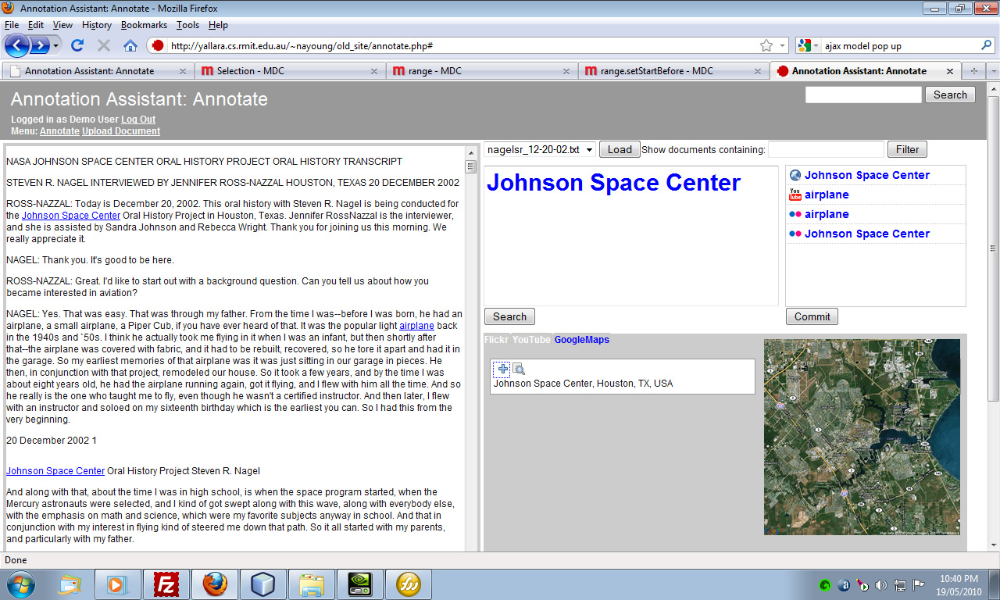 Annotation Assistant: Annotate - Mozilla Firefox
File Edit View History Bookmarks Tools Help
http://yallara.cs.rmit.edu.au/~nayoung/old_site/annotate.php#
ajax model pop up
Annotation Assistant: Annotate
Selection - MDC
range - MDC
range.setStartBefore - MDC
Annotation Assistant: Annotate
Annotation Assistant: Annotate
Search
Logged in as Demo User Log Out
Menu: Annotate Upload Document
NASA JOHNSON SPACE CENTER ORAL HISTORY PROJECT ORAL HISTORY TRANSCRIPT
STEVEN R. NAGEL INTERVIEWED BY JENNIFER ROSS-NAZZAL HOUSTON, TEXAS 20 DECEMBER 2002
ROSS-NAZZAL: Today is December 20, 2002. This oral history with Steven R. Nagel is being conducted for
the Johnson Space Center Oral History Project in Houston, Texas. Jennifer RossNazzal is the interviewer,
and she is assisted by Sandra Johnson and Rebecca Wright. Thank you for joining us this morning. We
really appreciate it.
NAGEL: Thank you. It's good to be here.
ROSS-NAZZAL: Great. I'd like to start out with a background question. Can you tell us about how you
became interested in aviation?
NAGEL: Yes. That was easy. That was through my father. From the time I was--before I was born, he had an
airplane, a small airplane, a Piper Cub, if you have ever heard of that. It was the popular light airplane back
in the 1940s and `50s. I think he actually took me flying in it when I was an infant, but then shortly after
that--the airplane was covered with fabric, and it had to be rebuilt, recovered, so he tore it apart and had it in
the garage. So my earliest memories of that airplane was it was just sitting in our garage in pieces. He
then, in conjunction with that project, remodeled our house. So it took a few years, and by the time I was
about eight years old, he had the airplane running again, got it flying, and I flew with him all the time. And so
he really is the one who taught me to fly, even though he wasn't a certified instructor. And then later, I flew
with an instructor and soloed on my sixteenth birthday which is the earliest you can. So I had this from the
very beginning.
20 December 2002 1
Johnson Space Center Oral History Project Steven R. Nagel
And along with that, about the time I was in high school, is when the space program started, when the
Mercury astronauts were selected, and I kind of got swept along with this wave, along with everybody else,
with the emphasis on math and science, which were my favorite subjects anyway in school. And that in
conjunction with my interest in flying kind of steered me down that path. So it all started with my parents,
and particularly with my father.
nagelsr_12-20-02.txt Load Show documents containing: Filter
Johnson Space Center
Search
Johnson Space Center
You Tube airplane
airplane
Johnson Space Center
Commit
Flickr YouTube GoogleMaps
Johnson Space Center, Houston, TX, USA
Done
10:40 PM
19/05/2010